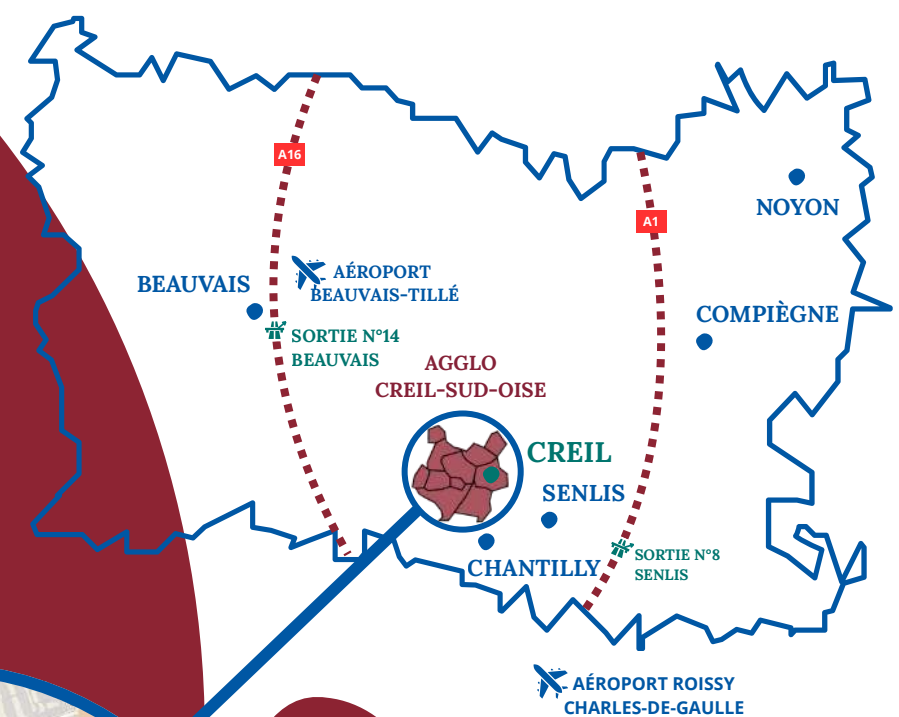 A16
A1
NOYON
AÉROPORT
BEAUVAIS-TILLÉ
BEAUVAIS
COMPIÈGNE
SORTIE N°14
BEAUVAIS
AGGLO
CREIL-SUD-OISE
CREIL
SENLIS
SORTIE N°8
SENLIS
CHANTILLY
AÉROPORT ROISSY
CHARLES-DE-GAULLE